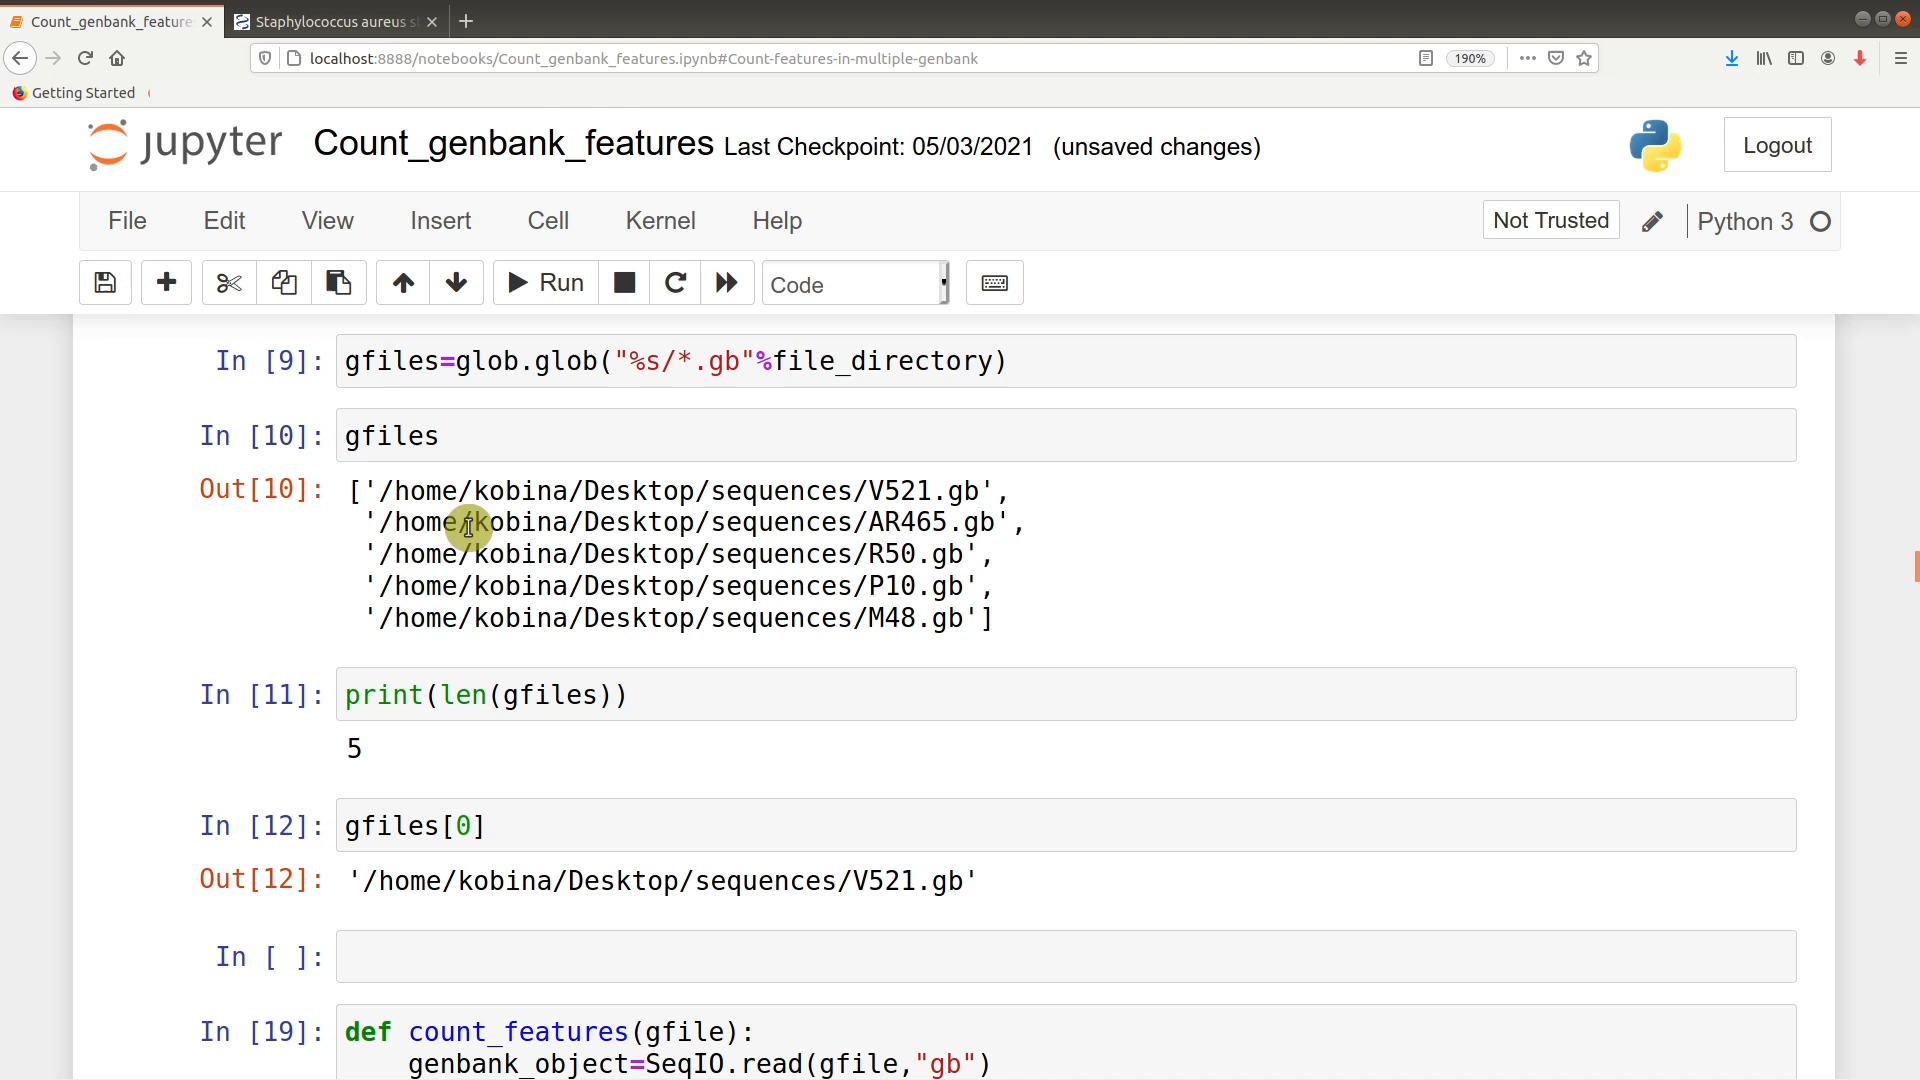 Count_genbank_feature
Staphylococcus aureus s
localhost:8888/notebooks/Count_genbank_features.ipynb#Count-features-in-multiple-genbank
190%
Getting Started
jupyter Count_genbank_features Last Checkpoint: 05/03/2021 (unsaved changes)
Logout
File Edit View Insert Cell Kernel Help
Not Trusted Python 3
Run Code
In [9]: gfiles=glob.glob("%s/*.gb"%file_directory)
In [10]: gfiles
Out[10]: ['/home/kobina/Desktop/sequences/V521.gb',
'/home/kobina/Desktop/sequences/AR465.gb',
'/home/kobina/Desktop/sequences/R50.gb',
'/home/kobina/Desktop/sequences/P10.gb',
'/home/kobina/Desktop/sequences/M48.gb']
In [11]: print(len(gfiles))
5
In [12]: gfiles[0]
Out[12]: '/home/kobina/Desktop/sequences/V521.gb'
In [ ]:
In [19]: def count_features(gfile):
genbank_object=SeqIO.read(gfile,"gb")